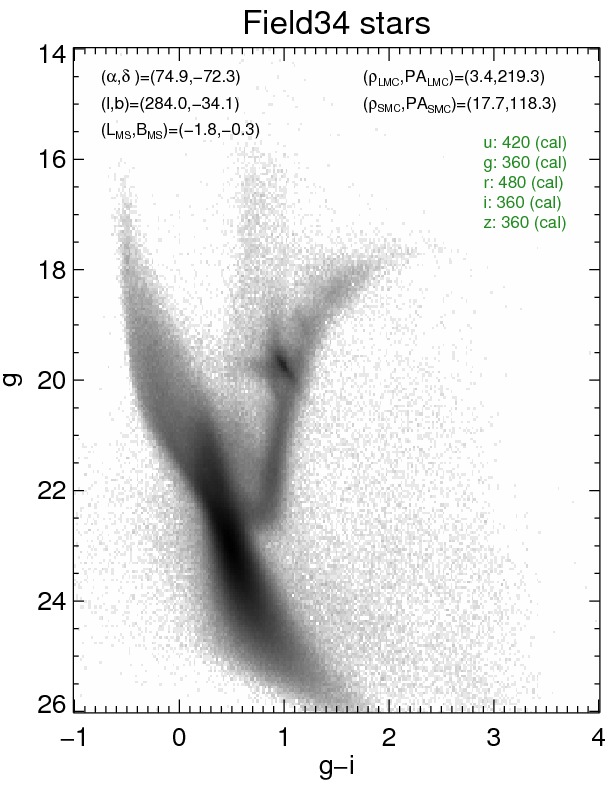 Field34 stars
(α,δ )=(74.9,−72.3)
(ρLMC,PALMC)=(3.4,219.3)
(l,b)=(284.0,−34.1)
(ρSMC,PASMC)=(17.7,118.3)
(LMS,BMS)=(−1.8,−0.3)
u: 420 (cal)
g: 360 (cal)
r: 480 (cal)
i: 360 (cal)
z: 360 (cal)
14
16
18
20
22
24
26
g
−1 0 1 2 3 4
g−i